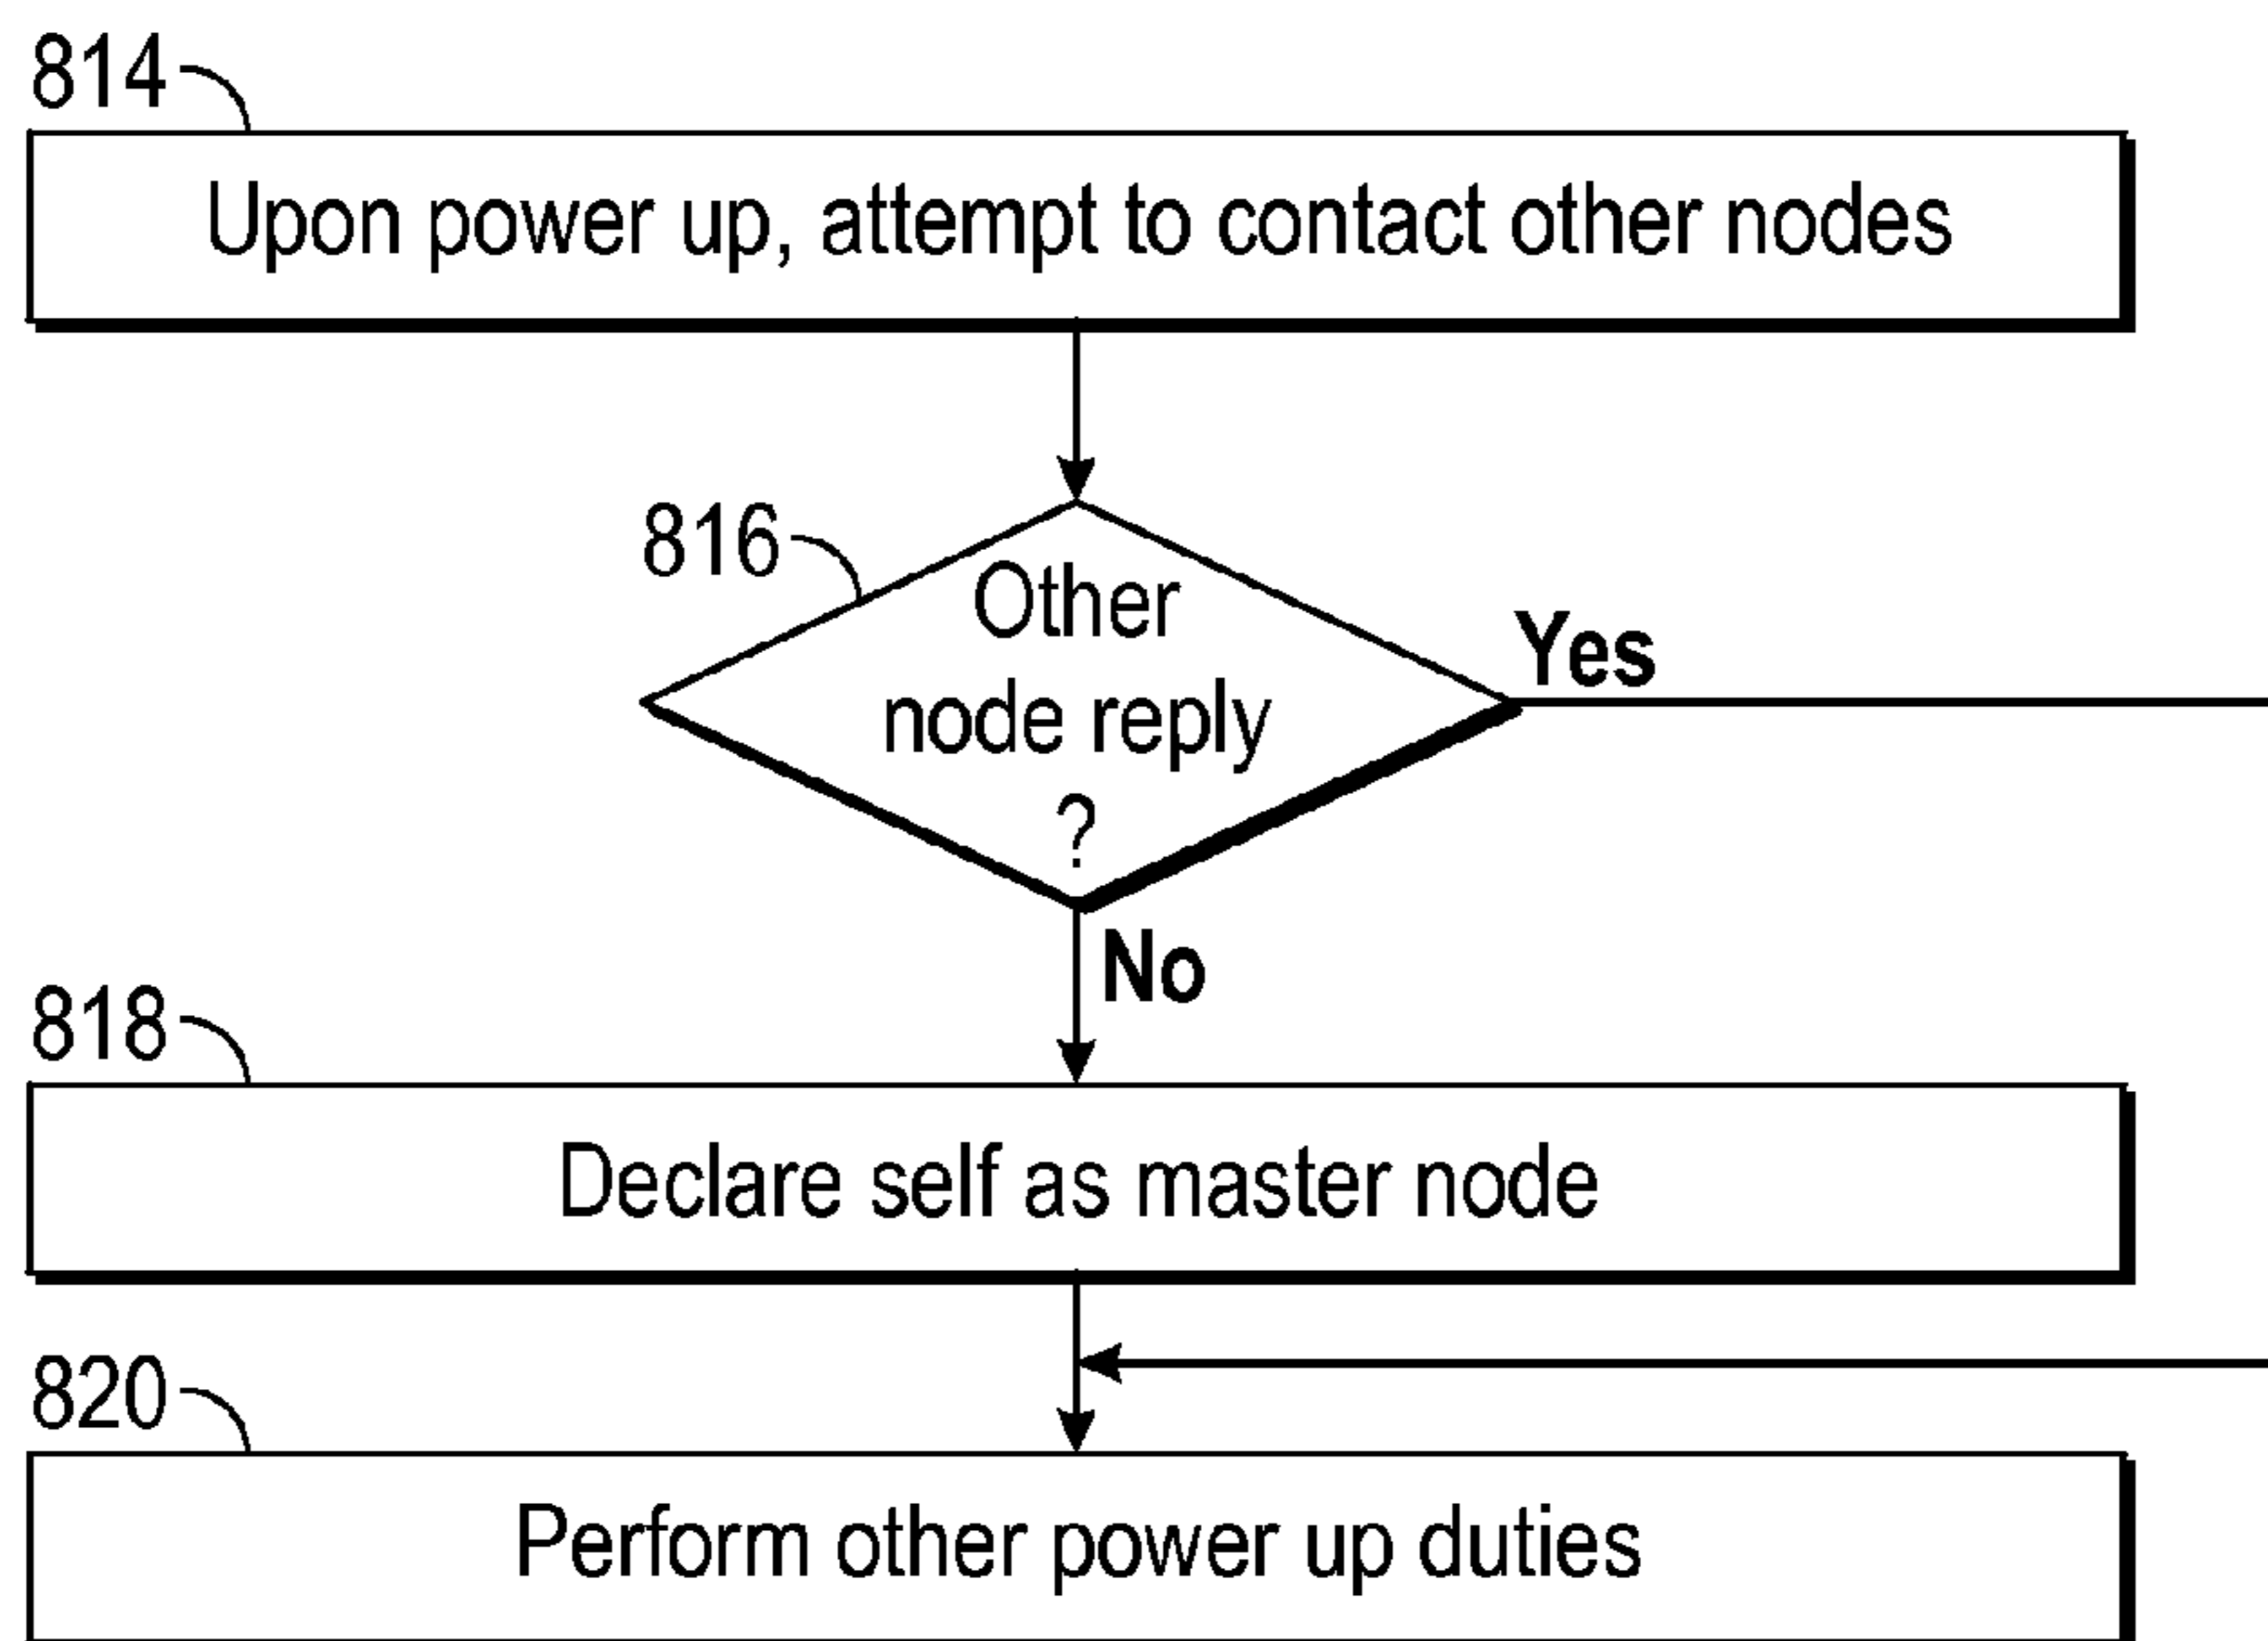 814
Upon power up, attempt to contact other nodes
816
Other
node reply
?
Yes
No
818
Declare self as master node
820
Perform other power up duties